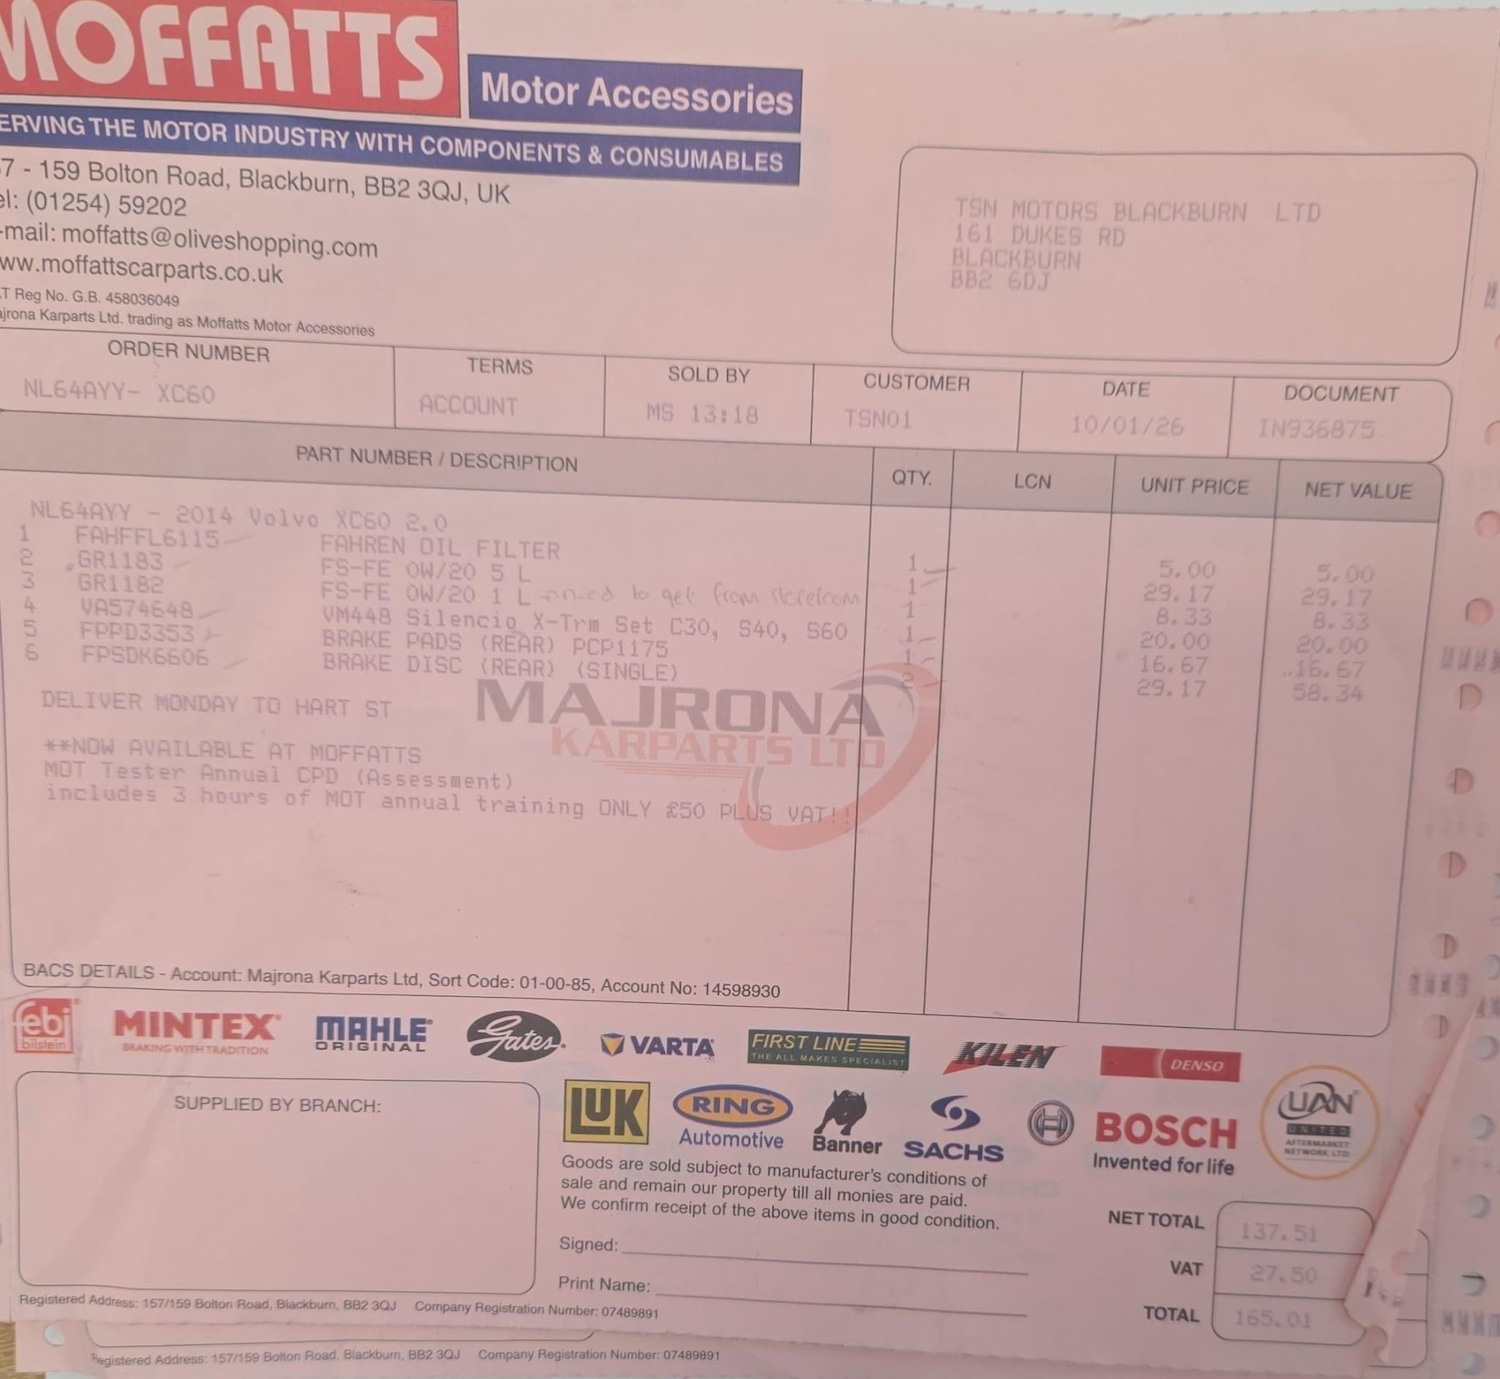 MOFFATTS
Motor Accessories
ERVING THE MOTOR INDUSTRY WITH COMPONENTS & CONSUMABLES
7 - 159 Bolton Road, Blackburn, BB2 3QJ, UK
el: (01254) 59202
-mail: moffatts@oliveshopping.com
ww.moffattscarparts.co.uk
T Reg No. G.B. 458036049
ajrona Karparts Ltd. trading as Moffatts Motor Accessories
TSN MOTORS BLACKBURN LTD
161 DUKES RD
BLACKBURN
BB2 6DJ
ORDER NUMBER TERMS SOLD BY CUSTOMER DATE DOCUMENT
NL64AYY- XC60 ACCOUNT MS 13:18 TSN01 10/01/26 IN936875
PART NUMBER / DESCRIPTION QTY. LCN UNIT PRICE NET VALUE
NL64AYY - 2014 Volvo XC60 2.0
1 FAHFFL6115 FAHREN OIL FILTER 1 5.00 5.00
2 GR1183 FS-FE 0W/20 5 L 1 29.17 29.17
3 GR1182 FS-FE 0W/20 1 L need to get from storeroom 1 8.33 8.33
4 VA574648 VM448 Silencio X-Trm Set C30, S40, S60 1 20.00 20.00
5 FPPD3353 BRAKE PADS (REAR) PCP1175 1 16.67 16.67
6 FPSDK6606 BRAKE DISC (REAR) (SINGLE) 2 29.17 58.34
DELIVER MONDAY TO HART ST
MAJRONA
KARPARTS LTD
**NOW AVAILABLE AT MOFFATTS
MOT Tester Annual CPD (Assessment)
includes 3 hours of MOT annual training ONLY £50 PLUS VAT!!
BACS DETAILS - Account: Majrona Karparts Ltd, Sort Code: 01-00-85, Account No: 14598930
febi bilstein
MINTEX
BRAKING WITH TRADITION
MAHLE
ORIGINAL
Gates
VARTA
FIRST LINE
THE ALL MAKES SPECIALIST
KILEN
DENSO
SUPPLIED BY BRANCH:
LUK
RING
Automotive
Banner
SACHS
BOSCH
Invented for life
UAN
UNITED
AFTERMARKET
NETWORK LTD
Goods are sold subject to manufacturer's conditions of
sale and remain our property till all monies are paid.
We confirm receipt of the above items in good condition.
Signed:
Print Name:
NET TOTAL 137.51
VAT 27.50
TOTAL 165.01
Registered Address: 157/159 Bolton Road, Blackburn, BB2 3QJ Company Registration Number: 07489891
Registered Address: 157/159 Bolton Road, Blackburn, BB2 3QJ Company Registration Number: 07489891